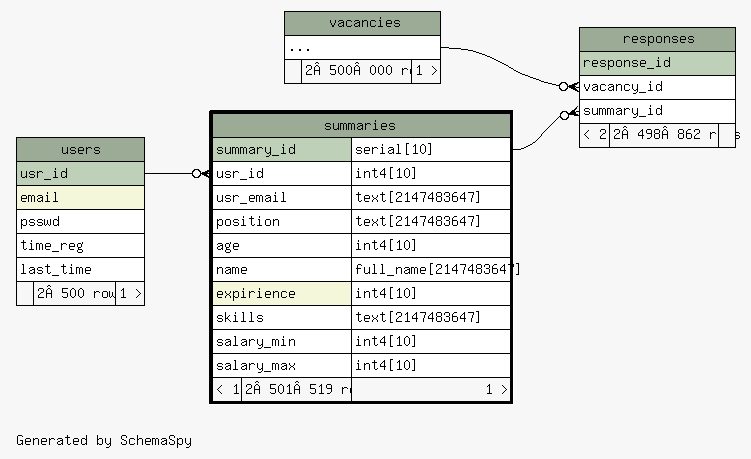 vacancies
...
2Â 500Â 000 r 1 >
responses
response_id
vacancy_id
summary_id
< 2 2Â 498Â 862 r s
users
usr_id
email
psswd
time_reg
last_time
2Â 500 row 1 >
summaries
summary_id serial[10]
usr_id int4[10]
usr_email text[2147483647]
position text[2147483647]
age int4[10]
name full_name[2147483647]
expirience int4[10]
skills text[2147483647]
salary_min int4[10]
salary_max int4[10]
< 1 2Â 501Â 519 r 1 >
Generated by SchemaSpy